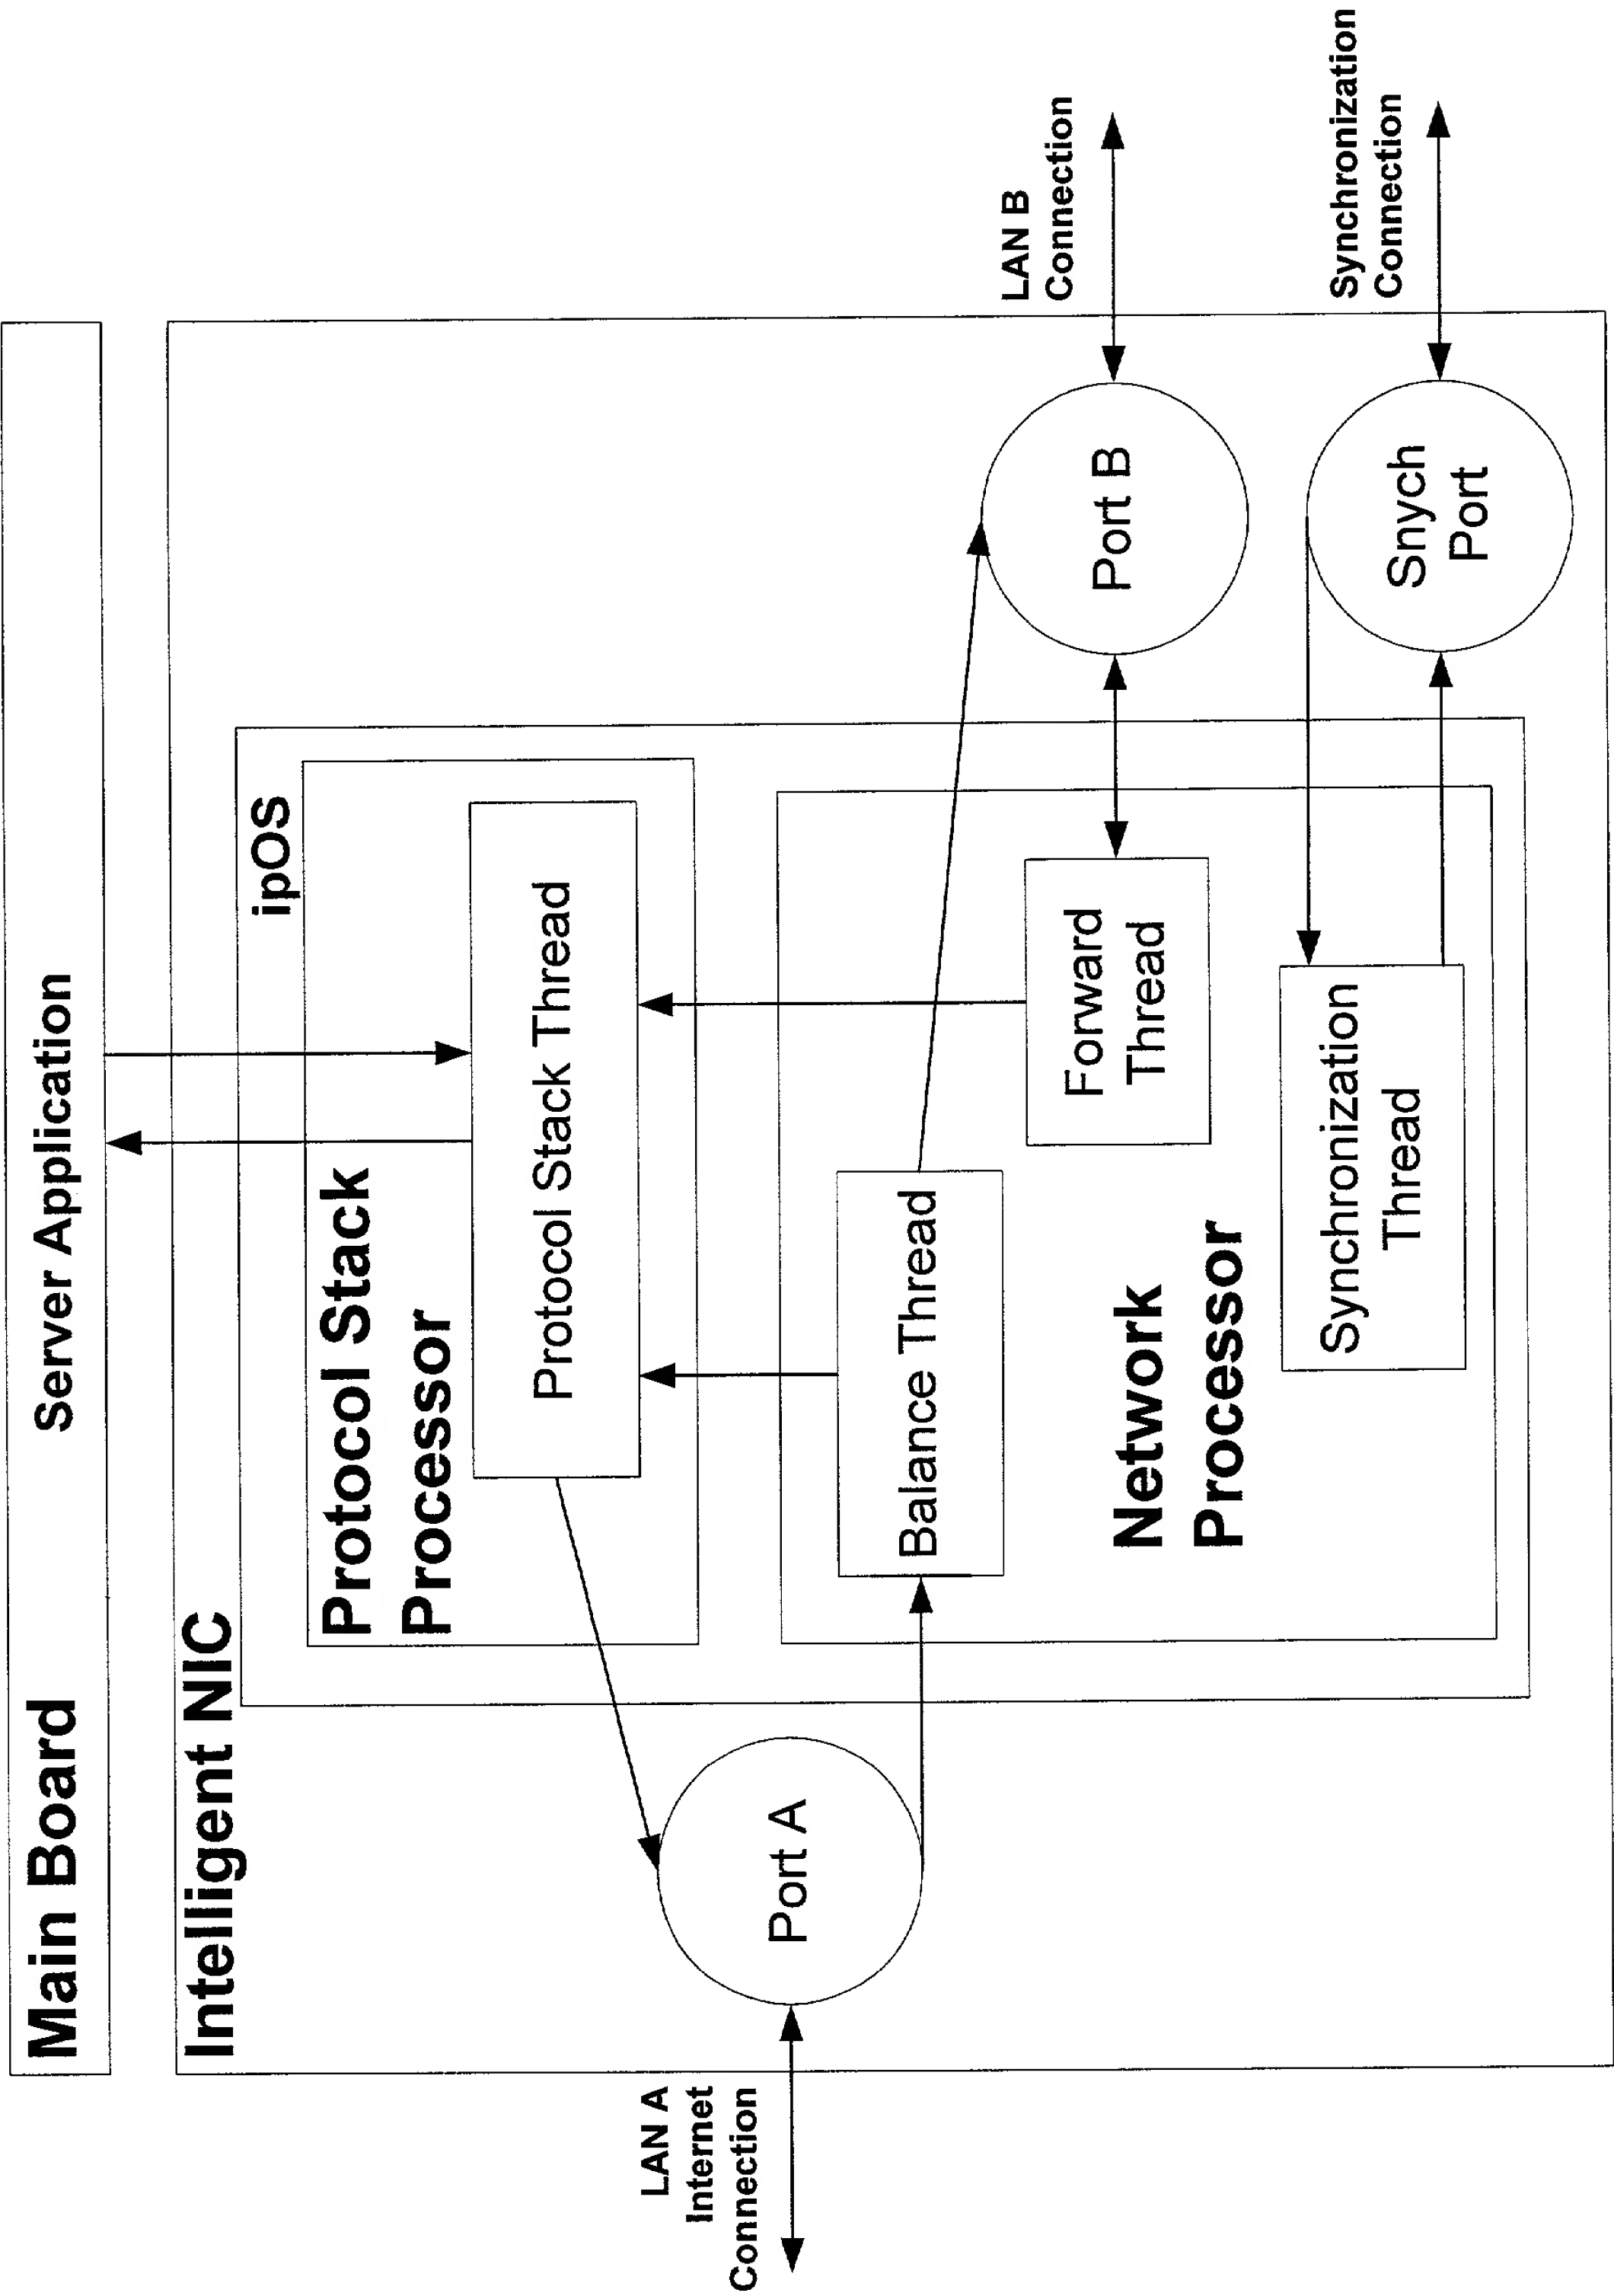 Main Board
Server Application
Intelligent NIC
ipOS
Protocol Stack
Processor
Protocol Stack Thread
Balance Thread
Forward
Thread
Network
Processor
Synchronization
Thread
Port A
Port B
Snych
Port
LAN A
Internet
Connection
LAN B
Connection
Synchronization
Connection